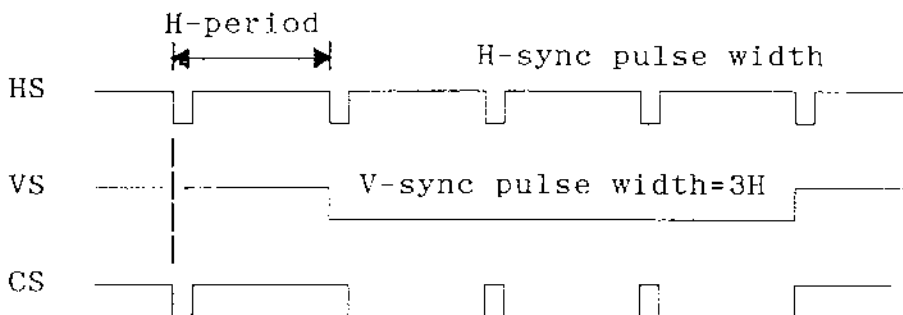 H-period
H-sync pulse width
HS
VS
V-sync pulse width=3H
CS